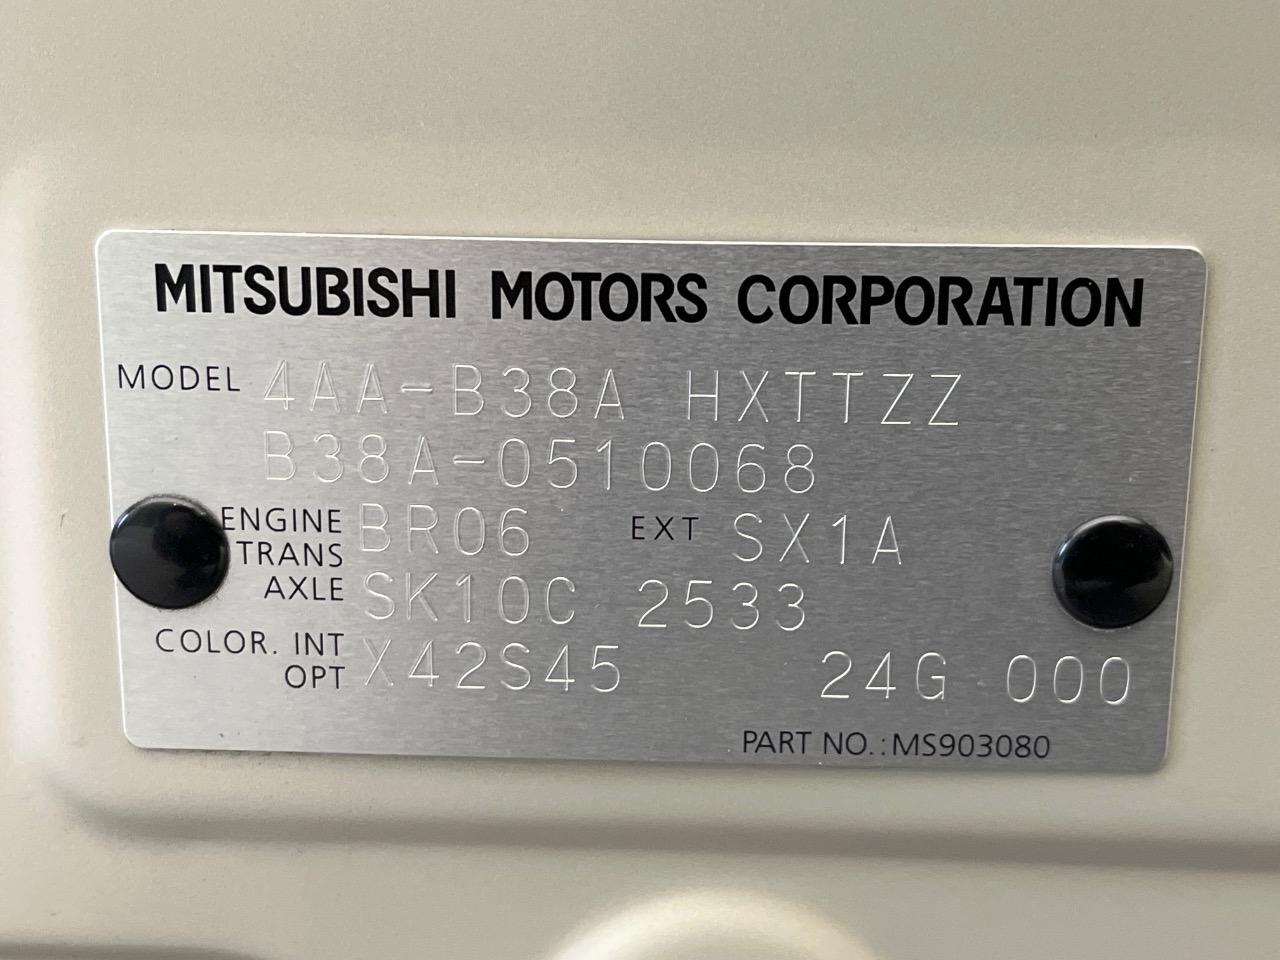 MITSUBISHI MOTORS CORPORATION
MODEL 4AA-B38A HXTTZZ
B38A-0510068
ENGINE BR06 EXT SX1A
TRANS
AXLE SK10C 2533
COLOR. INT
OPT X42S45 24G 000
PART NO.:MS903080